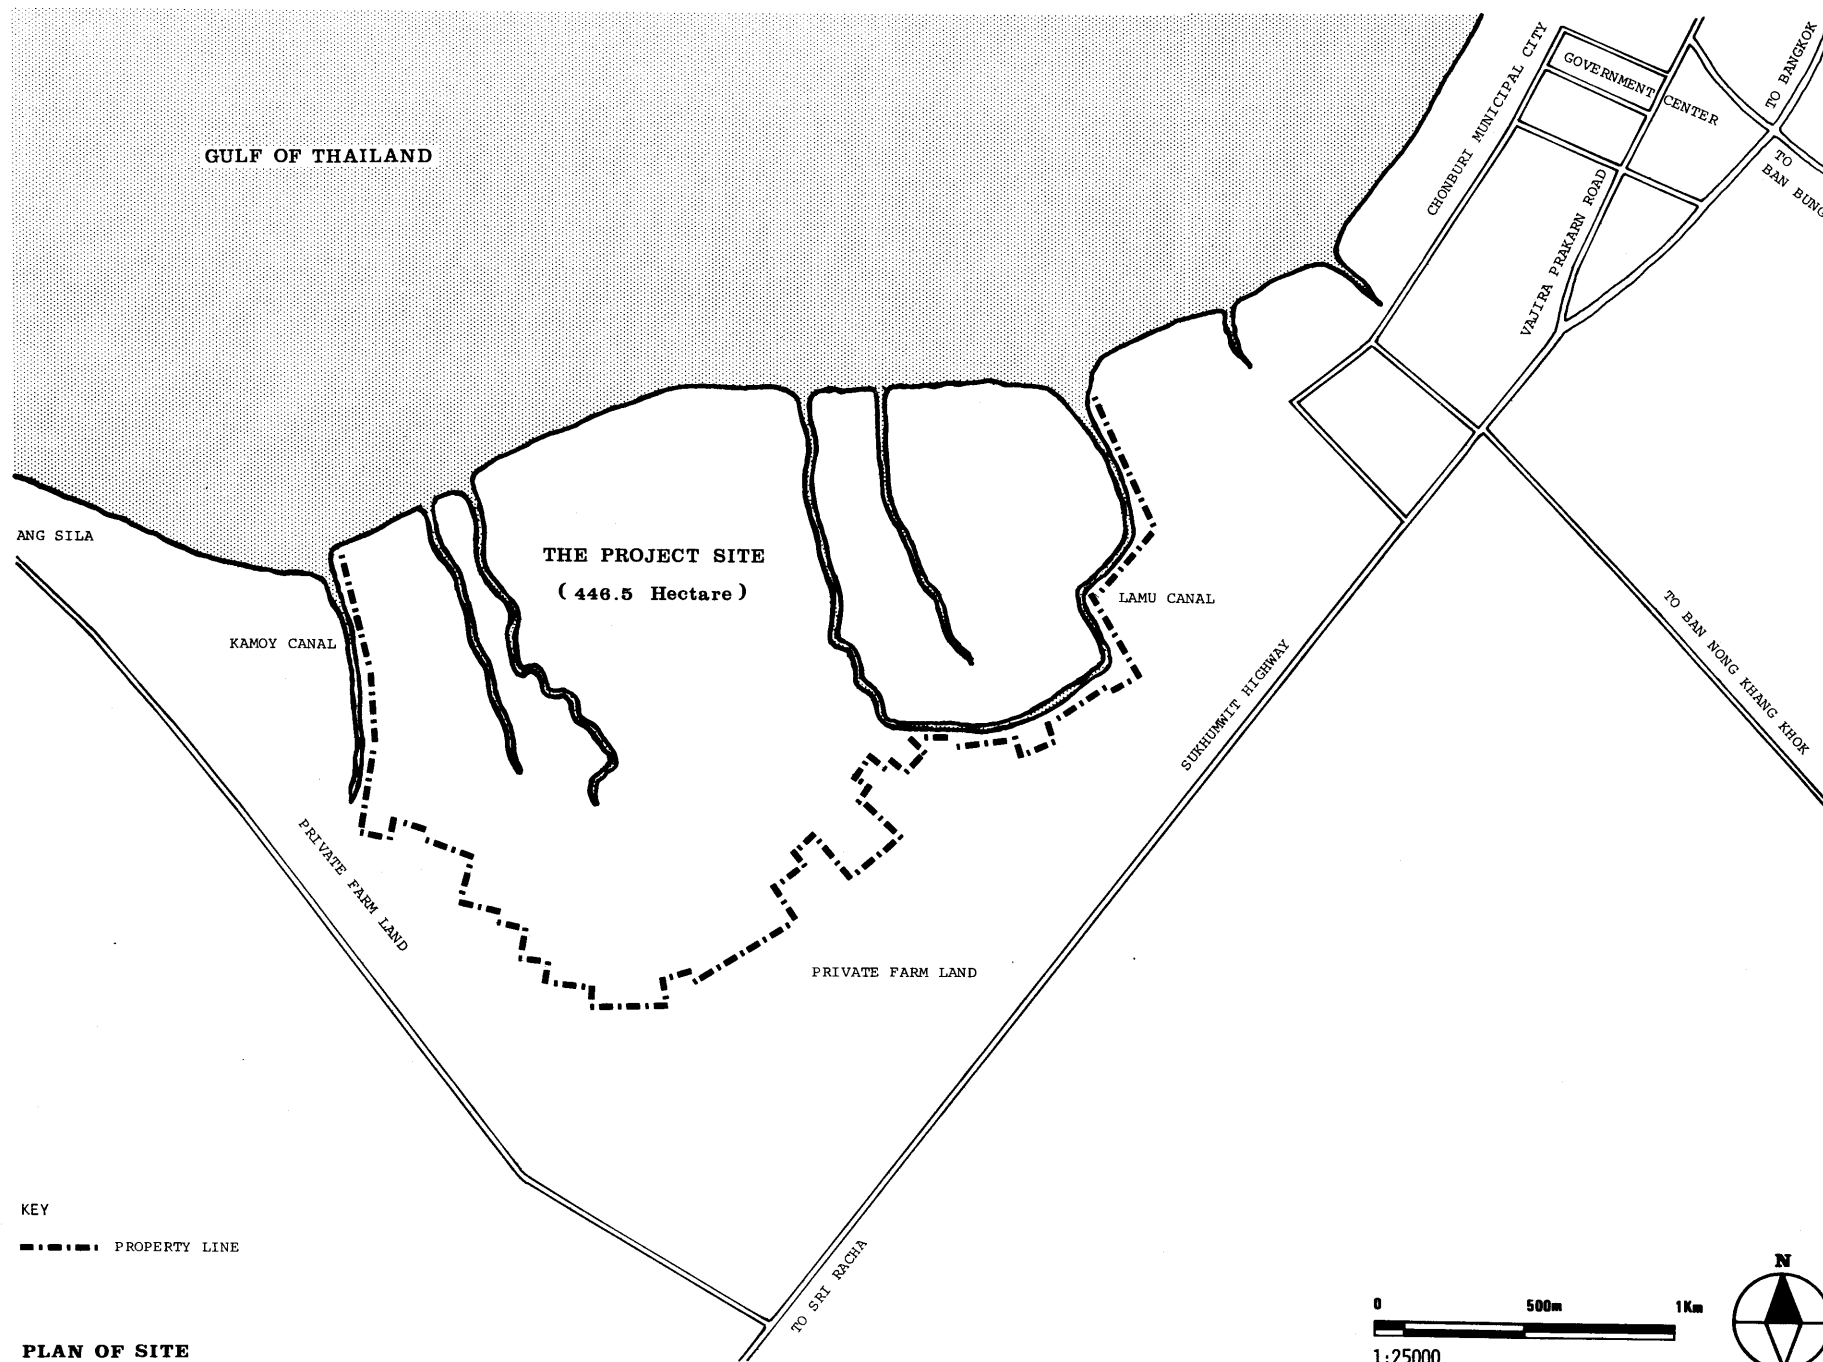 GULF OF THAILAND
CHONBURI MUNICIPAL CITY
GOVERNMENT CENTER
TO BANGKOK
TO
BAN BUNG
VAJIRA PRAKARN ROAD
ANG SILA
THE PROJECT SITE
( 446.5 Hectare )
KAMOY CANAL
LAMU CANAL
TO BAN NONG KHANG KHOK
SUKHUMWIT HIGHWAY
PRIVATE FARM LAND
PRIVATE FARM LAND
TO SRI RACHA
KEY
PROPERTY LINE
PLAN OF SITE
N
0 500m 1Km
1:25000